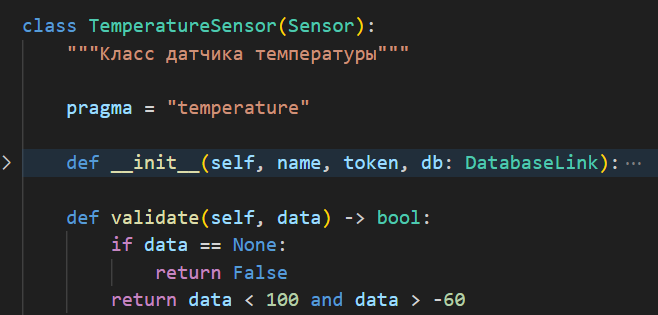 class TemperatureSensor(Sensor):
"""Класс датчика температуры"""
pragma = "temperature"
def __init__(self, name, token, db: DatabaseLink):⋯
def validate(self, data) -> bool:
if data == None:
return False
return data < 100 and data > -60